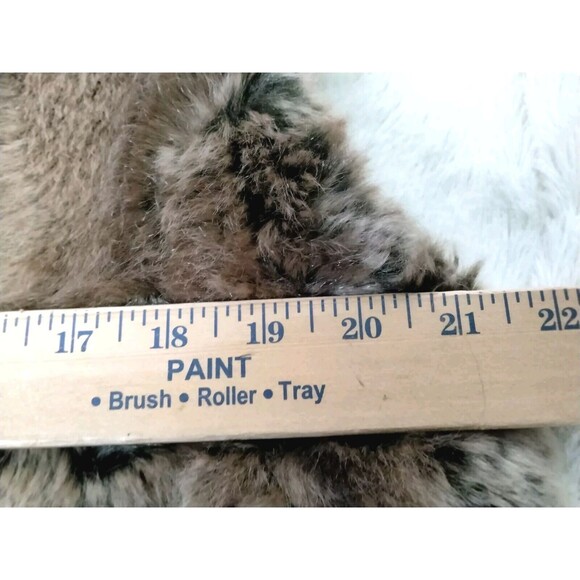 17 18 19 20 21 22
PAINT
• Brush • Roller • Tray